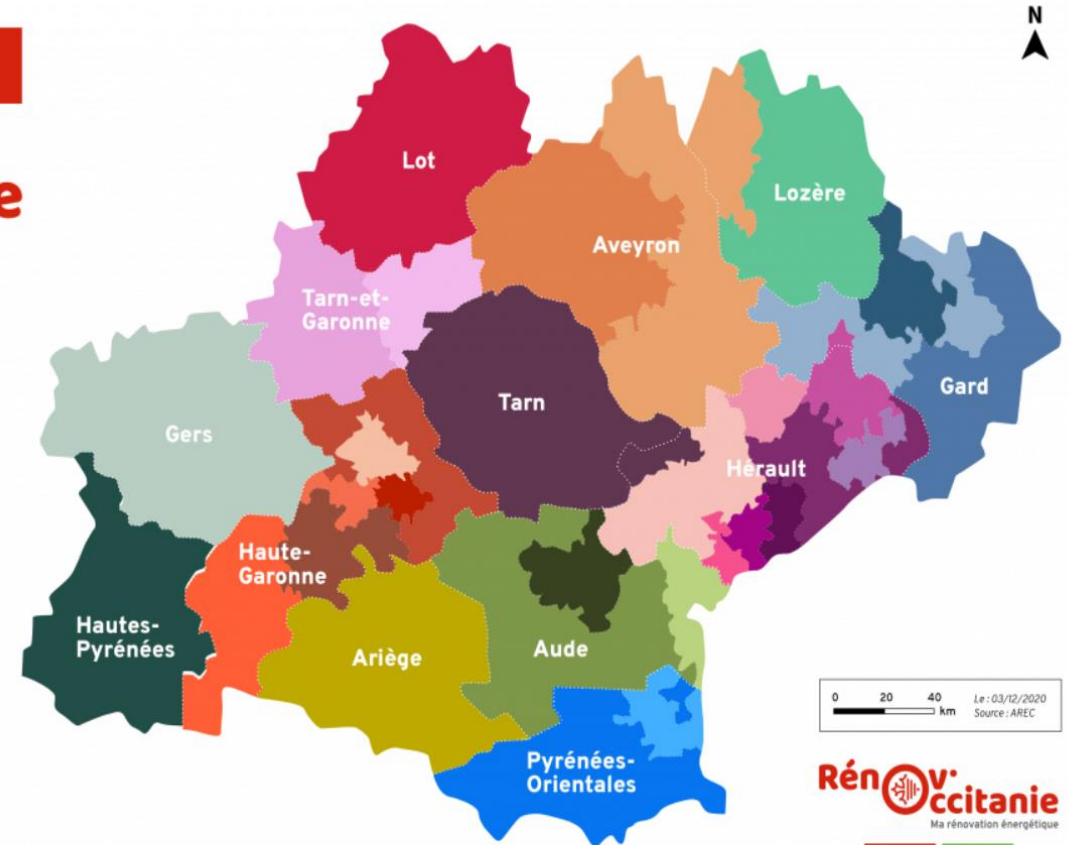 N
e
Lot
Lozère
Aveyron
Tarn-et-
Garonne
Gard
Tarn
Gers
Hérault
Haute-
Garonne
Hautes-
Pyrénées
Ariège
Aude
0 20 40
km
Le : 03/12/2020
Source : AREC
Pyrénées-
Orientales
Rénov'
Occitanie
Ma rénovation énergétique